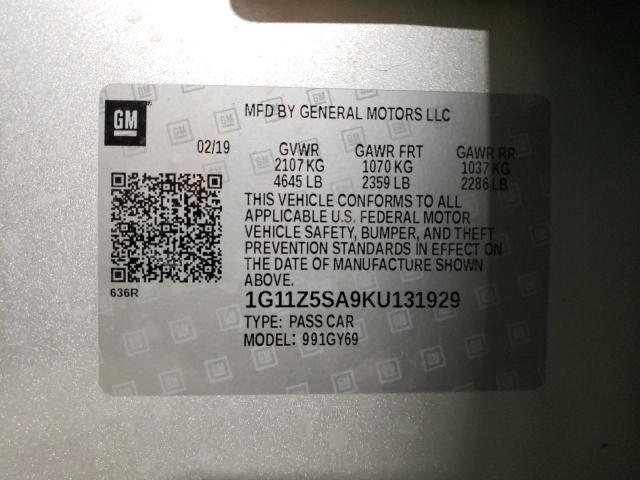 GM
MFD BY GENERAL MOTORS LLC
02/19 GVWR GAWR FRT GAWR RR
2107 KG 1070 KG 1037 KG
4645 LB 2359 LB 2286 LB
THIS VEHICLE CONFORMS TO ALL
APPLICABLE U.S. FEDERAL MOTOR
VEHICLE SAFETY, BUMPER, AND THEFT
PREVENTION STANDARDS IN EFFECT ON
THE DATE OF MANUFACTURE SHOWN
ABOVE.
636R
1G11Z5SA9KU131929
TYPE: PASS CAR
MODEL: 991GY69